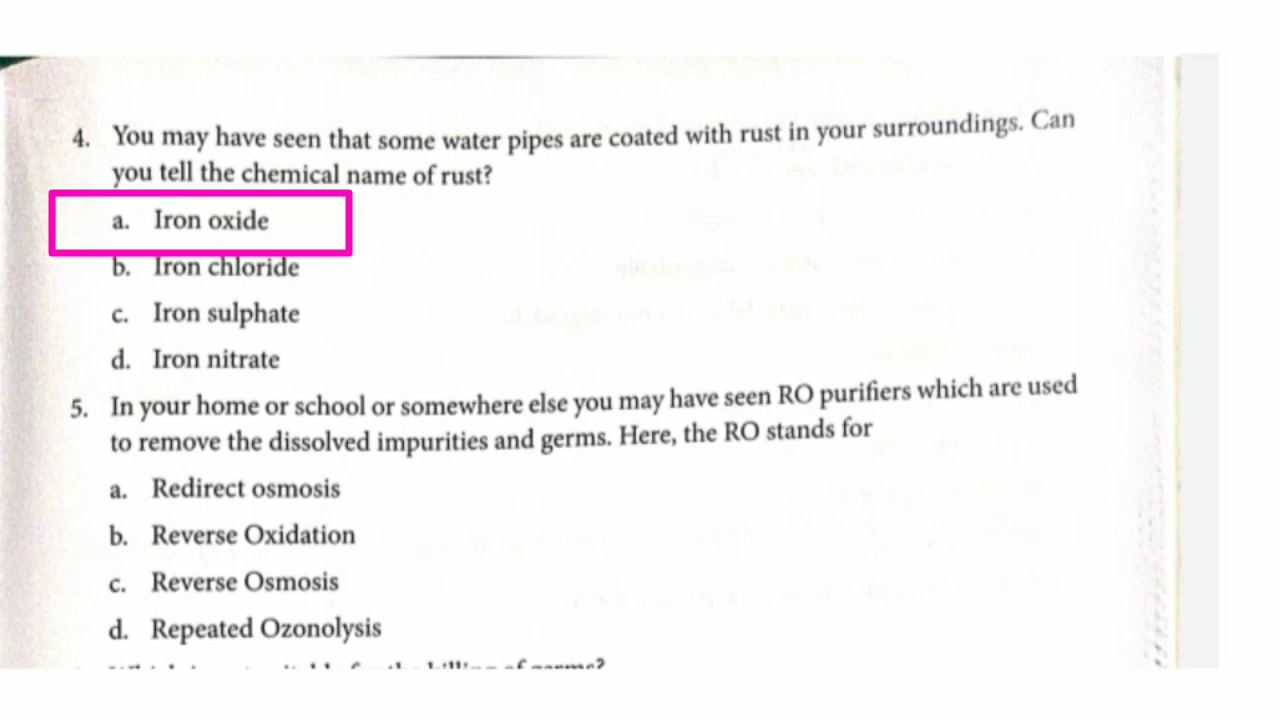 4. You may have seen that some water pipes are coated with rust in your surroundings. Can
you tell the chemical name of rust?
a. Iron oxide
b. Iron chloride
c. Iron sulphate
d. Iron nitrate
5. In your home or school or somewhere else you may have seen RO purifiers which are used
to remove the dissolved impurities and germs. Here, the RO stands for
a. Redirect osmosis
b. Reverse Oxidation
c. Reverse Osmosis
d. Repeated Ozonolysis